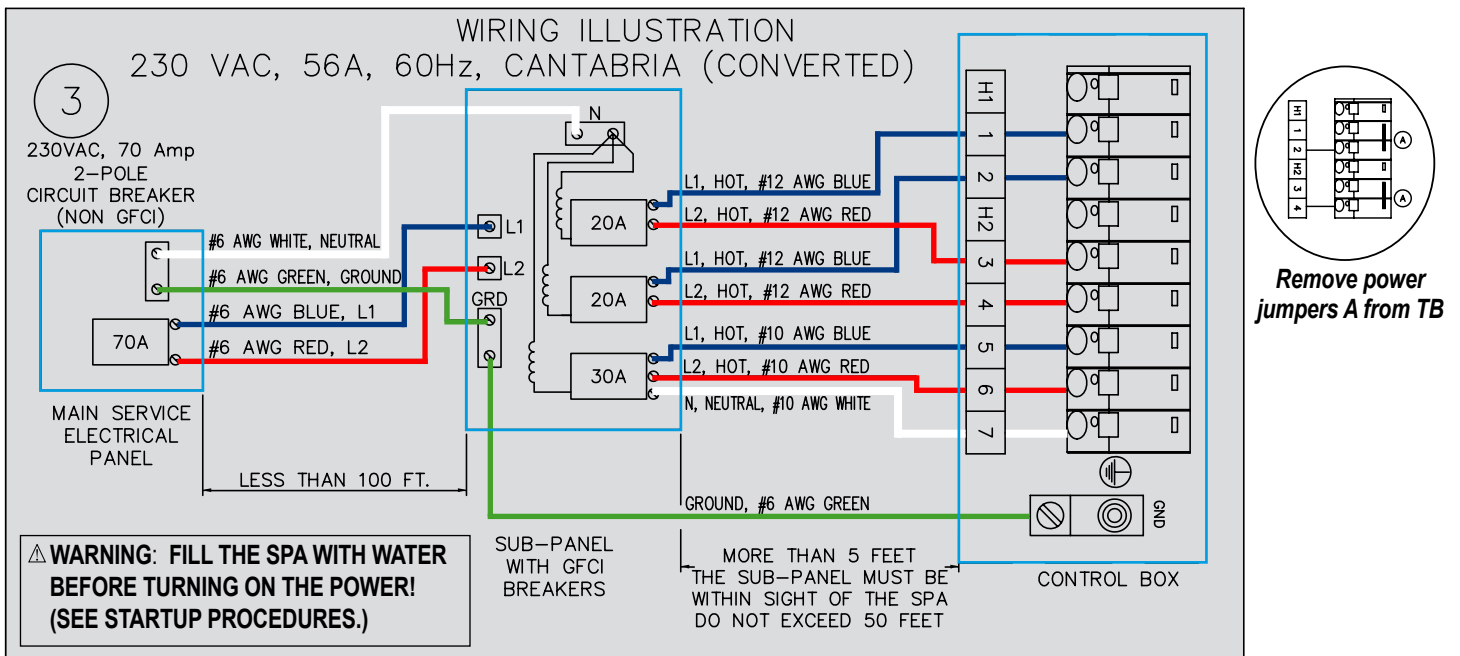 WIRING ILLUSTRATION
230 VAC, 56A, 60Hz, CANTABRIA (CONVERTED)
3
230VAC, 70 Amp
2-POLE
CIRCUIT BREAKER
(NON GFCI)
#6 AWG WHITE, NEUTRAL
#6 AWG GREEN, GROUND
#6 AWG BLUE, L1
#6 AWG RED, L2
70A
MAIN SERVICE
ELECTRICAL
PANEL
LESS THAN 100 FT.
N
L1
L2
GRD
20A
20A
30A
SUB-PANEL
WITH GFCI
BREAKERS
L1, HOT, #12 AWG BLUE
L2, HOT, #12 AWG RED
L1, HOT, #12 AWG BLUE
L2, HOT, #12 AWG RED
L1, HOT, #10 AWG BLUE
L2, HOT, #10 AWG RED
N, NEUTRAL, #10 AWG WHITE
GROUND, #6 AWG GREEN
MORE THAN 5 FEET
THE SUB-PANEL MUST BE
WITHIN SIGHT OF THE SPA
DO NOT EXCEED 50 FEET
H1
1
2
H2
3
4
5
6
7
GND
CONTROL BOX
H1
1
2
H2
3
4
A
A
Remove power
jumpers A from TB
⚠ WARNING: FILL THE SPA WITH WATER
BEFORE TURNING ON THE POWER!
(SEE STARTUP PROCEDURES.)